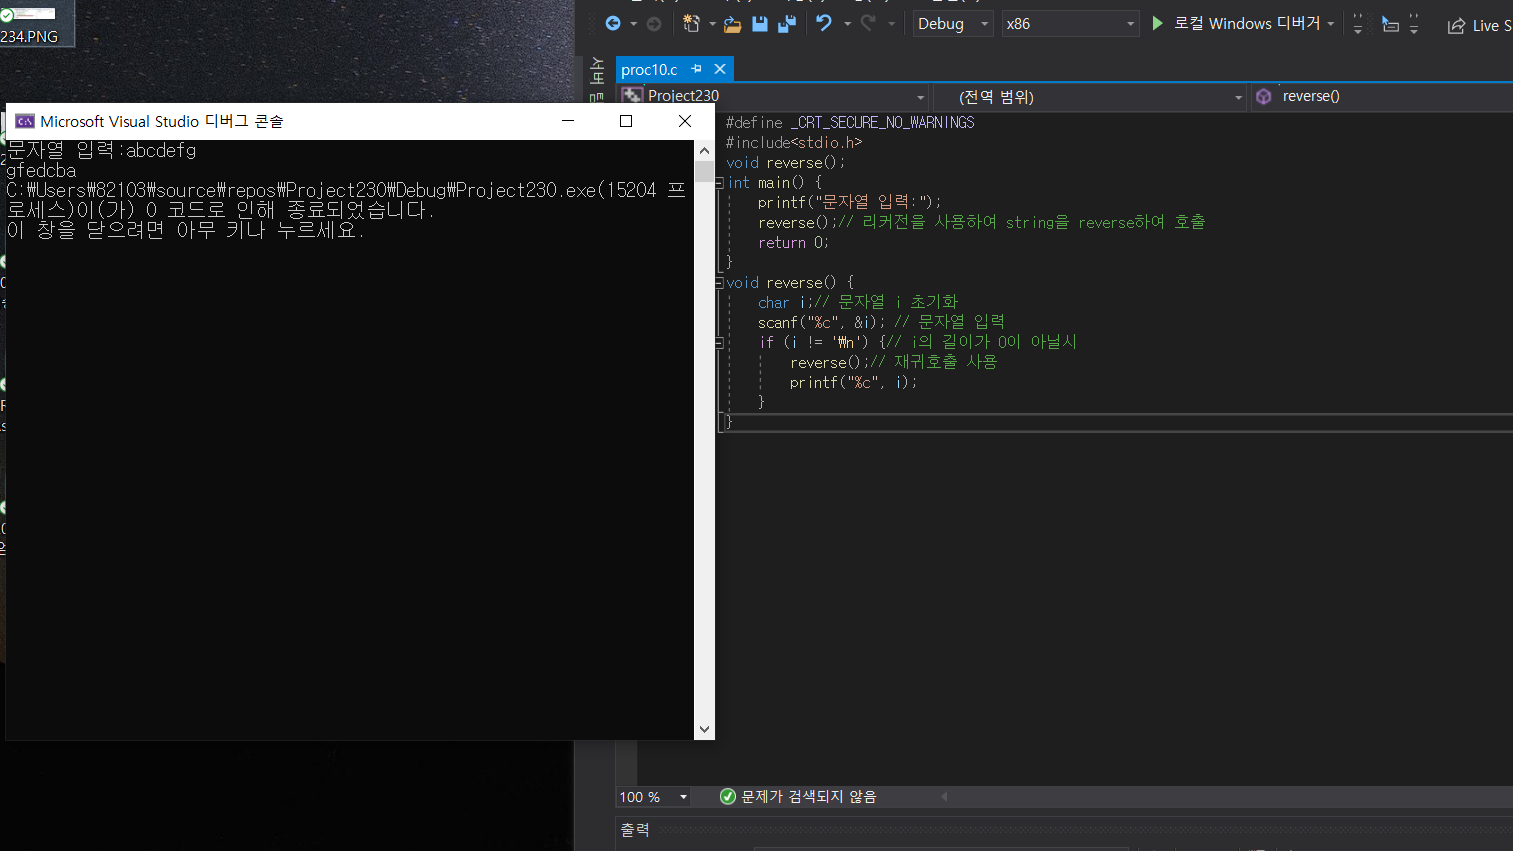 234.PNG
Debug
x86
로컬 Windows 디버거
Live S
proc10.c
Project230
(전역 범위)
reverse()
Microsoft Visual Studio 디버그 콘솔
문자열 입력:abcdefg
gfedcba
C:₩Users₩82103₩source₩repos₩Project230₩Debug₩Project230.exe(15204 프
로세스)이(가) 0 코드로 인해 종료되었습니다.
이 창을 닫으려면 아무 키나 누르세요.
#define _CRT_SECURE_NO_WARNINGS
#include<stdio.h>
void reverse();
int main() {
printf("문자열 입력:");
reverse();// 리커전을 사용하여 string을 reverse하여 호출
return 0;
}
void reverse() {
char i;// 문자열 i 초기화
scanf("%c", &i); // 문자열 입력
if (i != '₩n') {// i의 길이가 0이 아닐시
reverse();// 재귀호출 사용
printf("%c", i);
}
}
100 %
문제가 검색되지 않음
출력